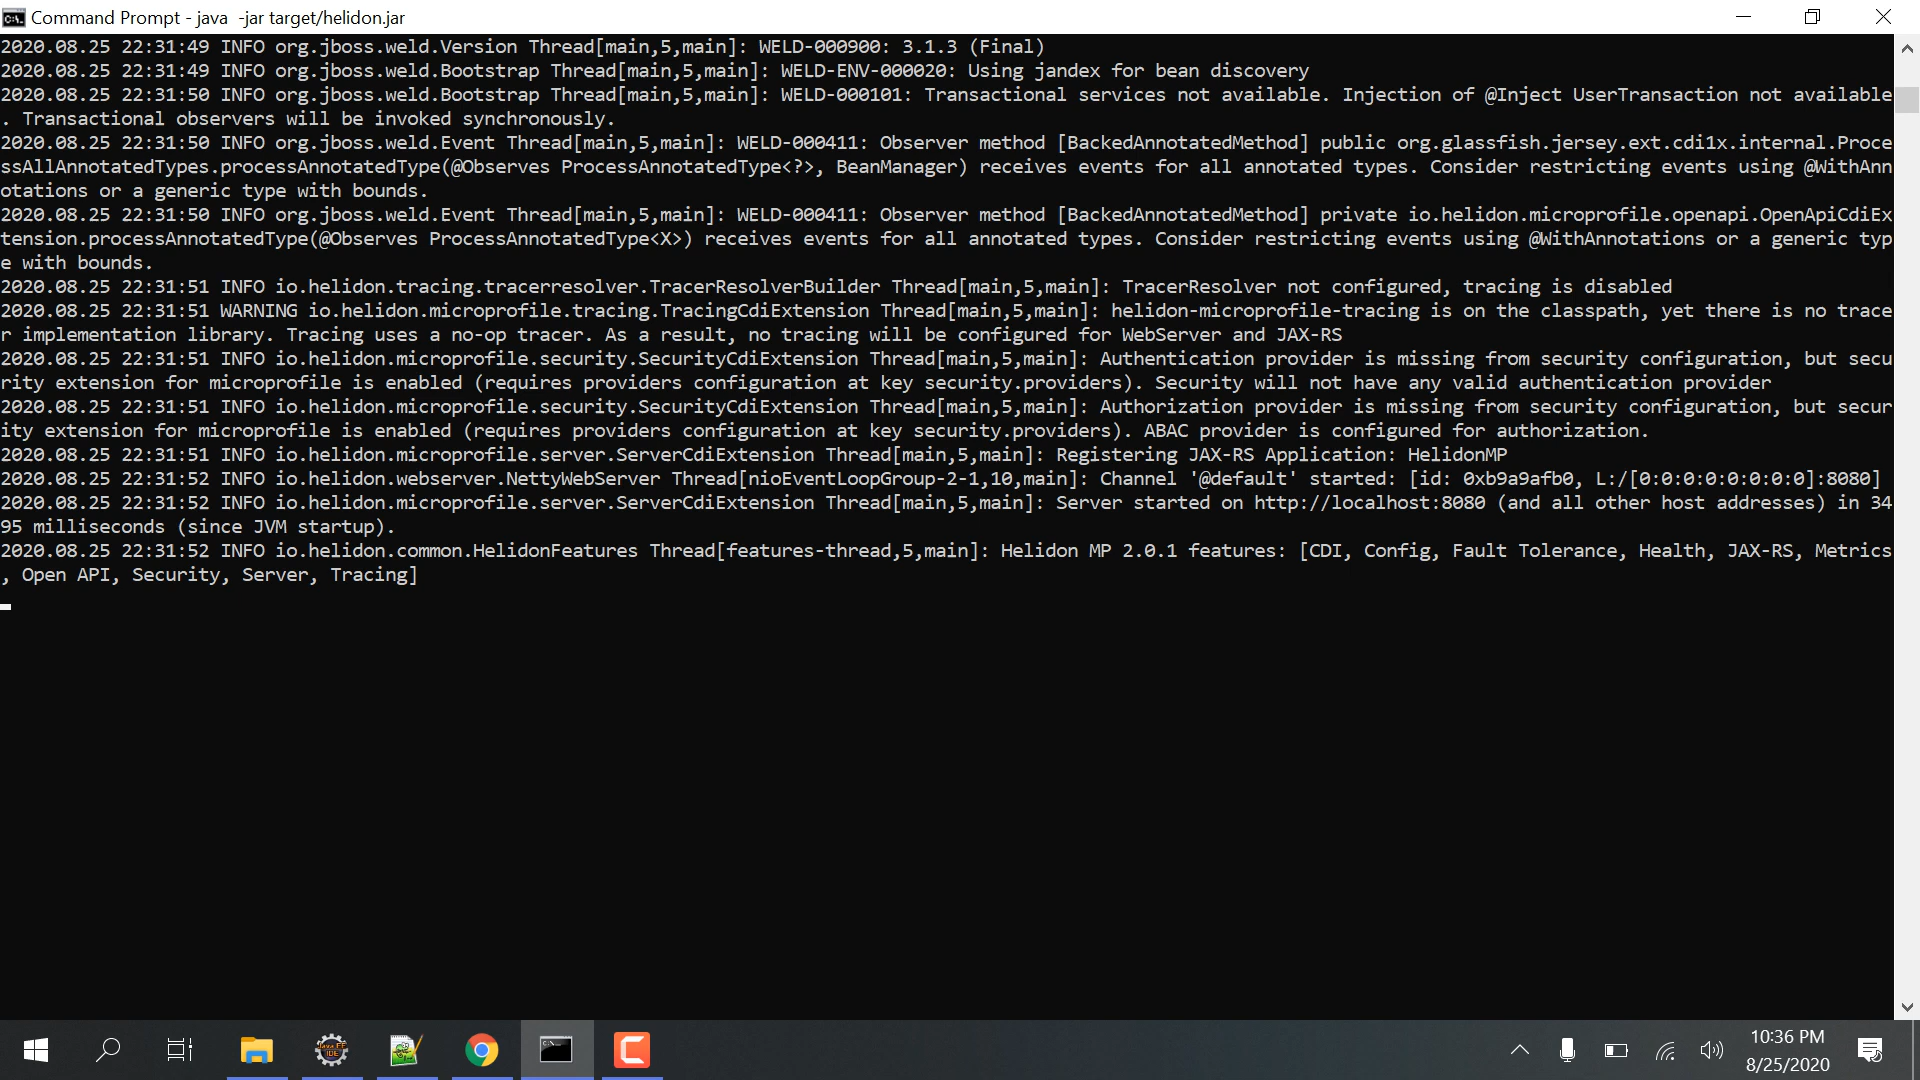 Command Prompt - java  -jar target/helidon.jar
2020.08.25 22:31:49 INFO org.jboss.weld.Version Thread[main,5,main]: WELD-000900: 3.1.3 (Final)
2020.08.25 22:31:49 INFO org.jboss.weld.Bootstrap Thread[main,5,main]: WELD-ENV-000020: Using jandex for bean discovery
2020.08.25 22:31:50 INFO org.jboss.weld.Bootstrap Thread[main,5,main]: WELD-000101: Transactional services not available. Injection of @Inject UserTransaction not available
. Transactional observers will be invoked synchronously.
2020.08.25 22:31:50 INFO org.jboss.weld.Event Thread[main,5,main]: WELD-000411: Observer method [BackedAnnotatedMethod] public org.glassfish.jersey.ext.cdi1x.internal.Proce
ssAllAnnotatedTypes.processAnnotatedType(@Observes ProcessAnnotatedType<?>, BeanManager) receives events for all annotated types. Consider restricting events using @WithAnn
otations or a generic type with bounds.
2020.08.25 22:31:50 INFO org.jboss.weld.Event Thread[main,5,main]: WELD-000411: Observer method [BackedAnnotatedMethod] private io.helidon.microprofile.openapi.OpenApiCdiEx
tension.processAnnotatedType(@Observes ProcessAnnotatedType<X>) receives events for all annotated types. Consider restricting events using @WithAnnotations or a generic typ
e with bounds.
2020.08.25 22:31:51 INFO io.helidon.tracing.tracerresolver.TracerResolverBuilder Thread[main,5,main]: TracerResolver not configured, tracing is disabled
2020.08.25 22:31:51 WARNING io.helidon.microprofile.tracing.TracingCdiExtension Thread[main,5,main]: helidon-microprofile-tracing is on the classpath, yet there is no trace
r implementation library. Tracing uses a no-op tracer. As a result, no tracing will be configured for WebServer and JAX-RS
2020.08.25 22:31:51 INFO io.helidon.microprofile.security.SecurityCdiExtension Thread[main,5,main]: Authentication provider is missing from security configuration, but secu
rity extension for microprofile is enabled (requires providers configuration at key security.providers). Security will not have any valid authentication provider
2020.08.25 22:31:51 INFO io.helidon.microprofile.security.SecurityCdiExtension Thread[main,5,main]: Authorization provider is missing from security configuration, but secur
ity extension for microprofile is enabled (requires providers configuration at key security.providers). ABAC provider is configured for authorization.
2020.08.25 22:31:51 INFO io.helidon.microprofile.server.ServerCdiExtension Thread[main,5,main]: Registering JAX-RS Application: HelidonMP
2020.08.25 22:31:52 INFO io.helidon.webserver.NettyWebServer Thread[nioEventLoopGroup-2-1,10,main]: Channel '@default' started: [id: 0xb9a9afb0, L:/[0:0:0:0:0:0:0:0]:8080]
2020.08.25 22:31:52 INFO io.helidon.microprofile.server.ServerCdiExtension Thread[main,5,main]: Server started on http://localhost:8080 (and all other host addresses) in 34
95 milliseconds (since JVM startup).
2020.08.25 22:31:52 INFO io.helidon.common.HelidonFeatures Thread[features-thread,5,main]: Helidon MP 2.0.1 features: [CDI, Config, Fault Tolerance, Health, JAX-RS, Metrics
, Open API, Security, Server, Tracing]
10:36 PM
8/25/2020